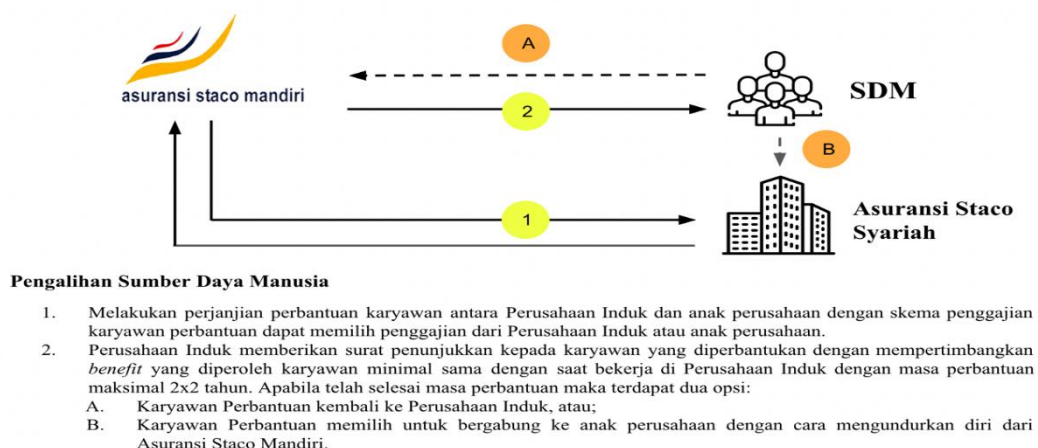 A
asuransi staco mandiri
SDM
2
B
1
Asuransi Staco
Syariah
Pengalihan Sumber Daya Manusia
1. Melakukan perjanjian perbantuan karyawan antara Perusahaan Induk dan anak perusahaan dengan skema penggajian
karyawan perbantuan dapat memilih penggajian dari Perusahaan Induk atau anak perusahaan.
2. Perusahaan Induk memberikan surat penunjukkan kepada karyawan yang diperbantukan dengan mempertimbangkan
benefit yang diperoleh karyawan minimal sama dengan saat bekerja di Perusahaan Induk dengan masa perbantuan
maksimal 2x2 tahun. Apabila telah selesai masa perbantuan maka terdapat dua opsi:
A. Karyawan Perbantuan kembali ke Perusahaan Induk, atau;
B. Karyawan Perbantuan memilih untuk bergabung ke anak perusahaan dengan cara mengundurkan diri dari
Asuransi Staco Mandiri.